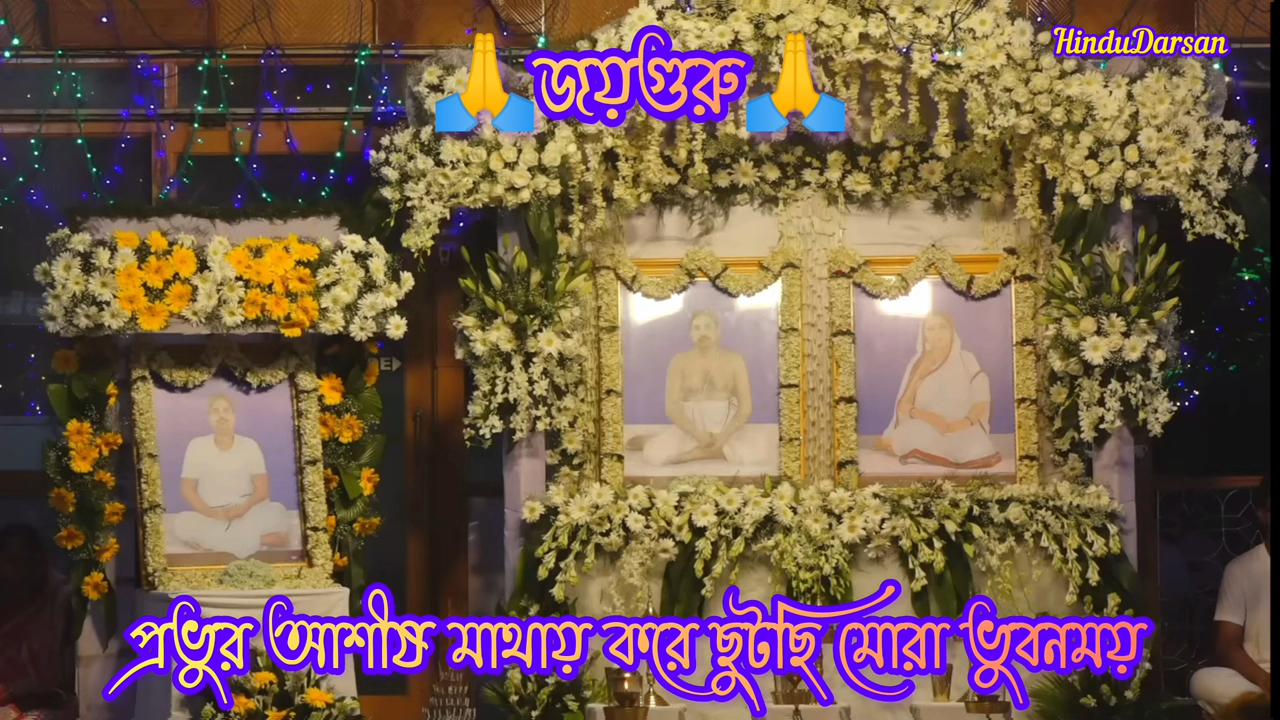 HinduDarsan
🙏 জয়গুরু 🙏
প্রভুর আশীষ মাথায় করে ছুটছি মোরা ভুবনময়